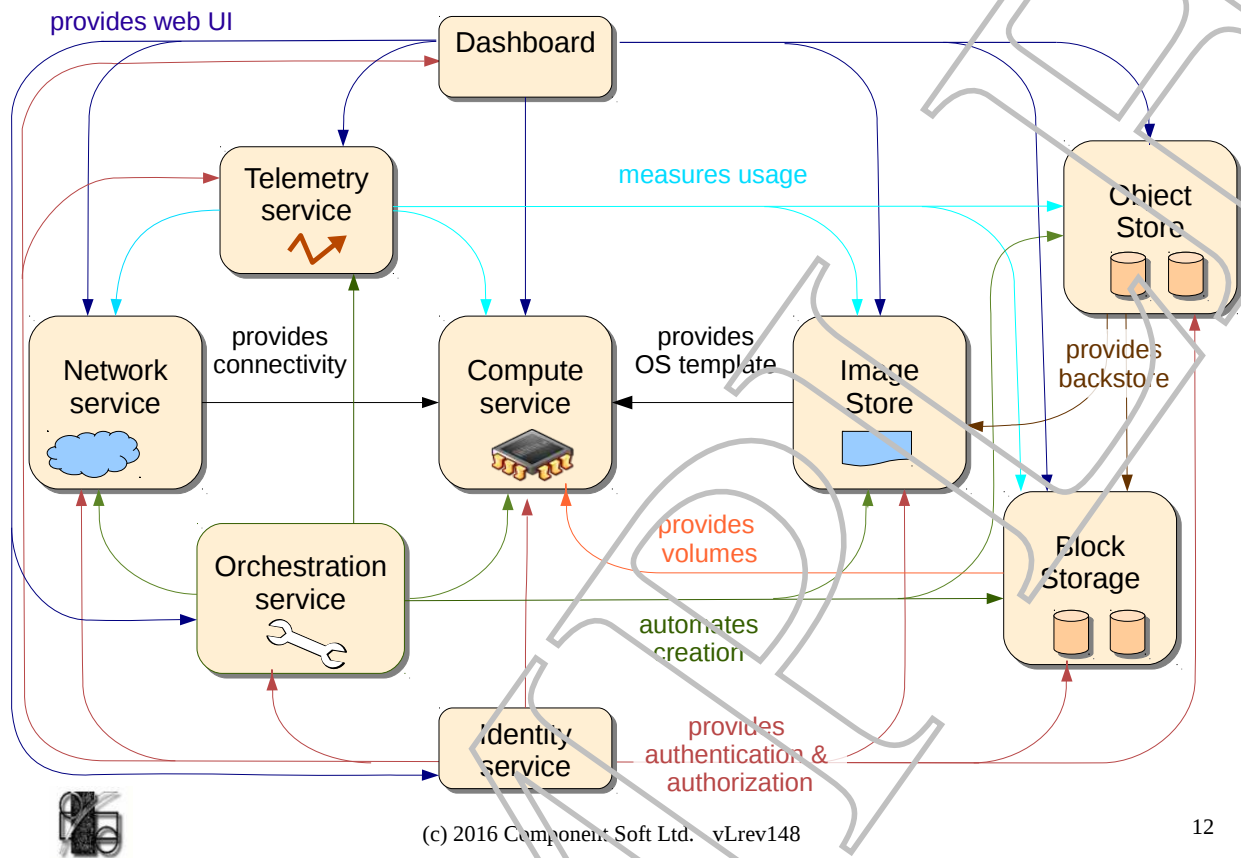 provides web UI
Dashboard
Telemetry
service
measures usage
Object
Store
Network
service
provides
connectivity
Compute
service
provides
OS template
Image
Store
provides
backstore
Orchestration
service
provides
volumes
Block
Storage
automates
creation
Identity
service
provides
authentication &
authorization
(c) 2016 Component Soft Ltd. vLrev148
12